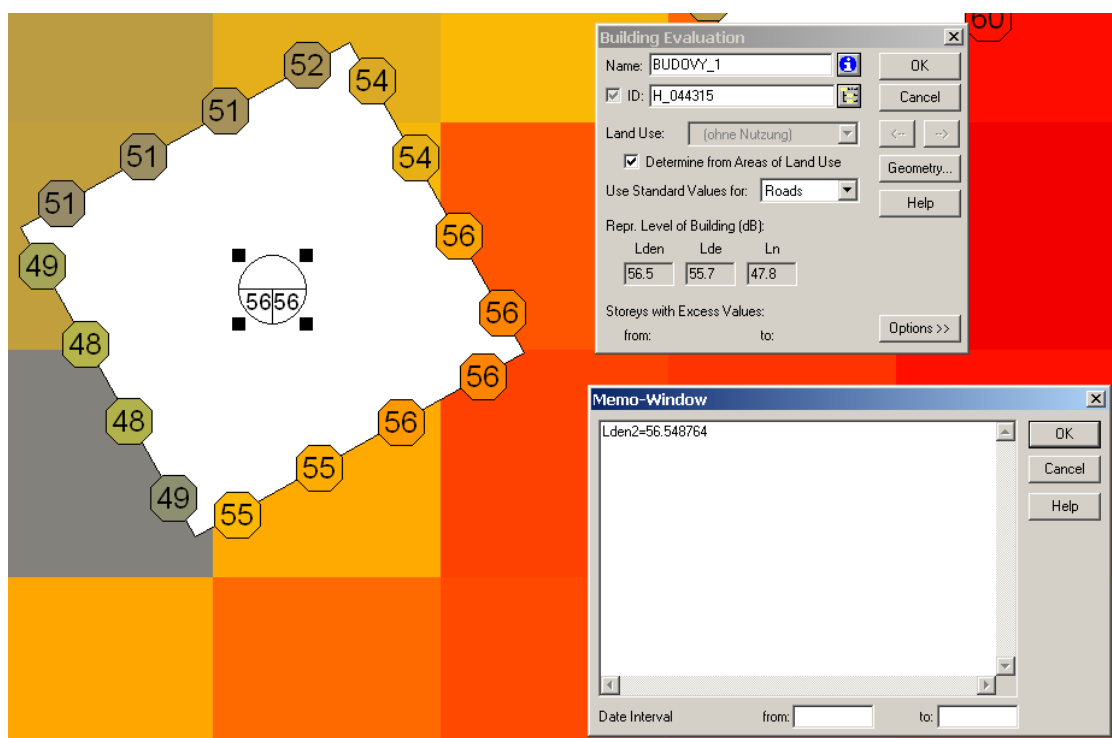 60
52
54
51
51
54
51
56
49
56 56
56
48
56
48
56
55
49
55
Building Evaluation
Name: BUDOVY_1
OK
ID: H_044315
Cancel
Land Use: (ohne Nutzung)
<-- -->
Determine from Areas of Land Use
Geometry...
Use Standard Values for: Roads
Help
Repr. Level of Building (dB):
Lden Lde Ln
56.5 55.7 47.8
Storeys with Excess Values:
from: to:
Options >>
Memo-Window
Lden2=56.548764
OK
Cancel
Help
Date Interval from: to: